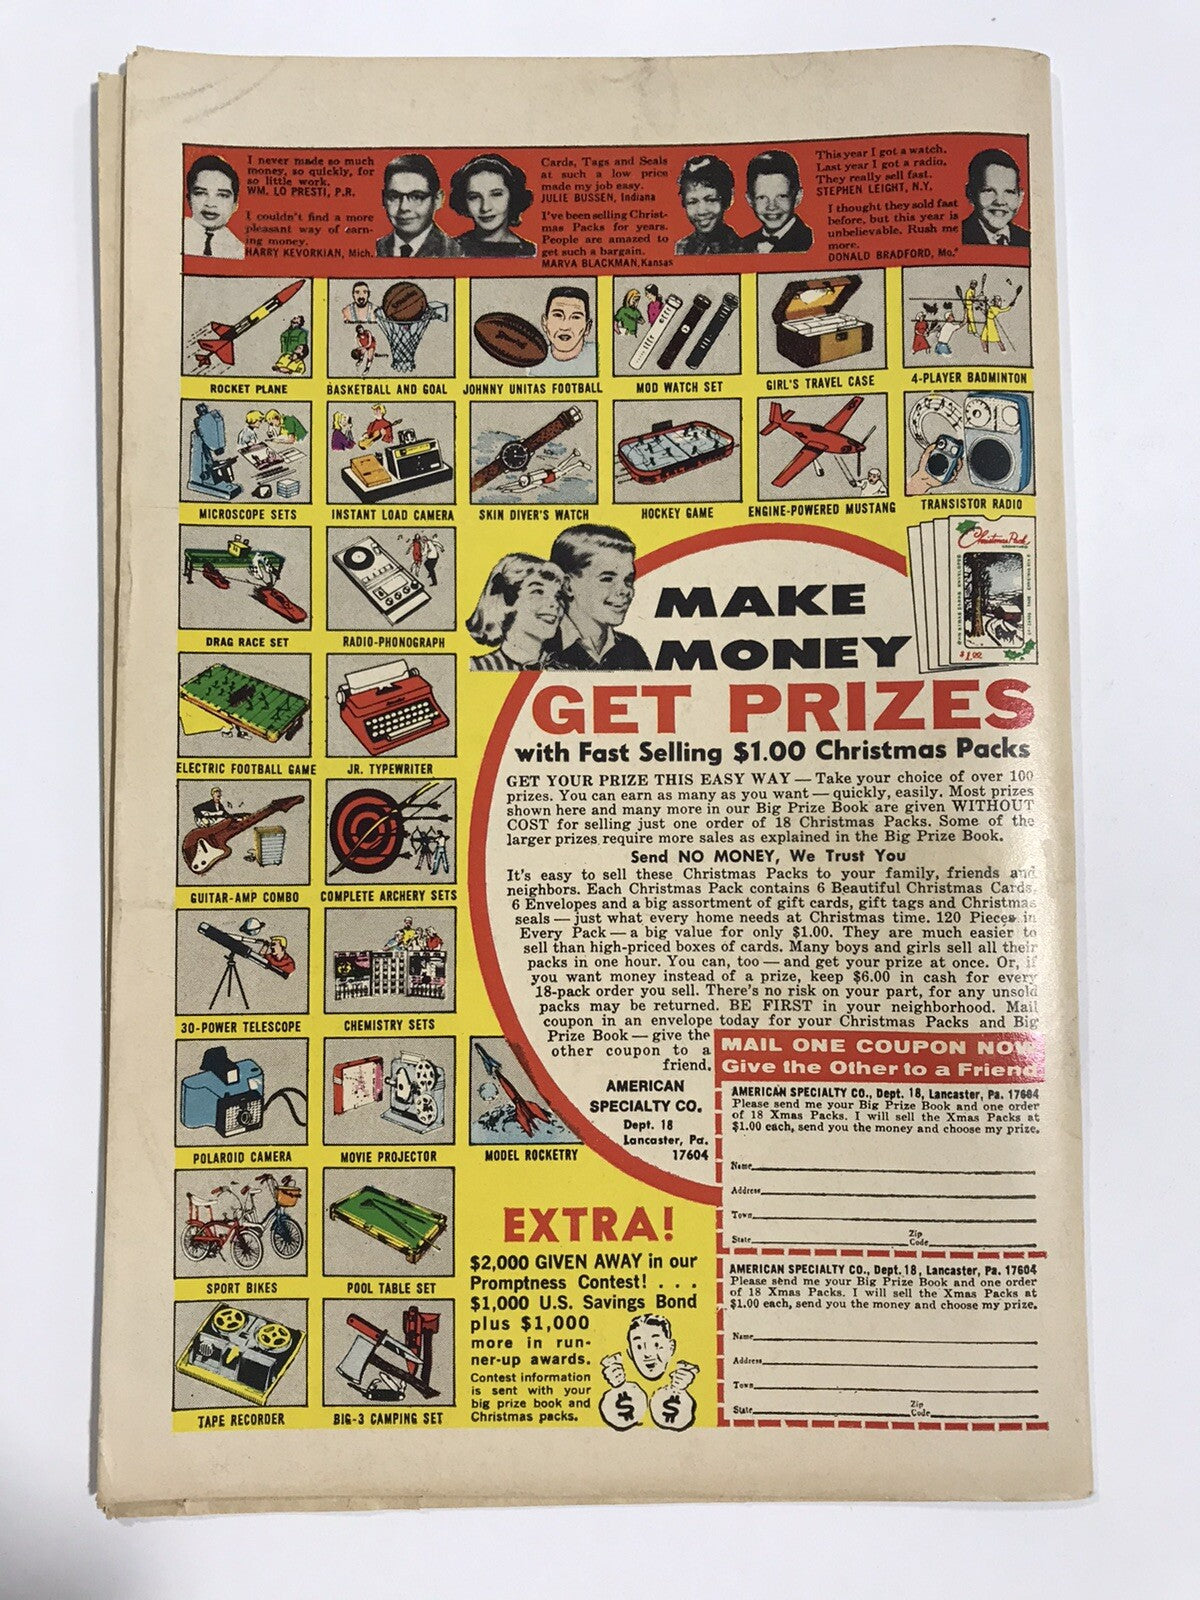 I never made so much
money, so quickly, for
so little work.
WM. LO PRESTI, P.R.
I couldn't find a more
pleasant way of earn-
ing money.
HARRY KEVORKIAN, Mich.
Cards, Tags and Seals
at such a low price
made my job easy.
JULIE BUSSEN, Indiana
I've been selling Christ-
mas Packs for years.
People are amazed to
get such a bargain.
MARVA BLACKMAN, Kansas
This year I got a watch.
Last year I got a radio.
They really sell fast.
STEPHEN LEIGHT, N.Y.
I thought they sold fast
before, but this year is
unbelievable. Rush me
more.
DONALD BRADFORD, Mo.
ROCKET PLANE
BASKETBALL AND GOAL
JOHNNY UNITAS FOOTBALL
MOD WATCH SET
GIRL'S TRAVEL CASE
4-PLAYER BADMINTON
MICROSCOPE SETS
INSTANT LOAD CAMERA
SKIN DIVER'S WATCH
HOCKEY GAME
ENGINE-POWERED MUSTANG
TRANSISTOR RADIO
DRAG RACE SET
RADIO-PHONOGRAPH
ELECTRIC FOOTBALL GAME
JR. TYPEWRITER
GUITAR-AMP COMBO
COMPLETE ARCHERY SETS
30-POWER TELESCOPE
CHEMISTRY SETS
POLAROID CAMERA
MOVIE PROJECTOR
MODEL ROCKETRY
SPORT BIKES
POOL TABLE SET
TAPE RECORDER
BIG-3 CAMPING SET
Christmas Pack
$1.00
MAKE
MONEY
GET PRIZES
with Fast Selling $1.00 Christmas Packs
GET YOUR PRIZE THIS EASY WAY — Take your choice of over 100
prizes. You can earn as many as you want — quickly, easily. Most prizes
shown here and many more in our Big Prize Book are given WITHOUT
COST for selling just one order of 18 Christmas Packs. Some of the
larger prizes require more sales as explained in the Big Prize Book.
Send NO MONEY, We Trust You
It's easy to sell these Christmas Packs to your family, friends and
neighbors. Each Christmas Pack contains 6 Beautiful Christmas Cards,
6 Envelopes and a big assortment of gift cards, gift tags and Christmas
seals — just what every home needs at Christmas time. 120 Pieces in
Every Pack — a big value for only $1.00. They are much easier to
sell than high-priced boxes of cards. Many boys and girls sell all their
packs in one hour. You can, too — and get your prize at once. Or, if
you want money instead of a prize, keep $6.00 in cash for every
18-pack order you sell. There's no risk on your part, for any unsold
packs may be returned. BE FIRST in your neighborhood. Mail
coupon in an envelope today for your Christmas Packs and Big
Prize Book — give the
other coupon to a
friend.
AMERICAN
SPECIALTY CO.
Dept. 18
Lancaster, Pa.
17604
MAIL ONE COUPON NOW
Give the Other to a Friend
AMERICAN SPECIALTY CO., Dept. 18, Lancaster, Pa. 17604
Please send me your Big Prize Book and one order
of 18 Xmas Packs. I will sell the Xmas Packs at
$1.00 each, send you the money and choose my prize.
Name
Address
Town
State Zip Code
AMERICAN SPECIALTY CO., Dept. 18, Lancaster, Pa. 17604
Please send me your Big Prize Book and one order
of 18 Xmas Packs. I will sell the Xmas Packs at
$1.00 each, send you the money and choose my prize.
Name
Address
Town
State Zip Code
EXTRA!
$2,000 GIVEN AWAY in our
Promptness Contest! . . .
$1,000 U.S. Savings Bond
plus $1,000
more in run-
ner-up awards.
Contest information
is sent with your
big prize book and
Christmas packs.
$ $